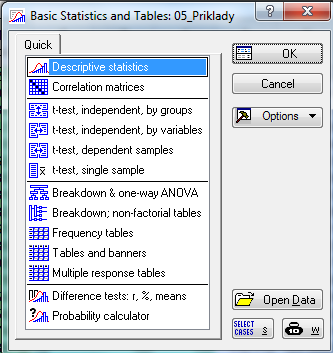 Basic Statistics and Tables: 05_Priklady
?
X
Quick
Descriptive statistics
Correlation matrices
t-test, independent, by groups
t-test, independent, by variables
t-test, dependent samples
t-test, single sample
Breakdown & one-way ANOVA
Breakdown; non-factorial tables
Frequency tables
Tables and banners
Multiple response tables
Difference tests: r, %, means
Probability calculator
OK
Cancel
Options
Open Data
SELECT
CASES
S
W